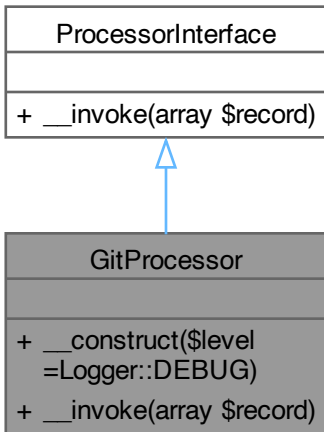 ProcessorInterface
+ __invoke(array $record)
GitProcessor
+ __construct($level
=Logger::DEBUG)
+ __invoke(array $record)